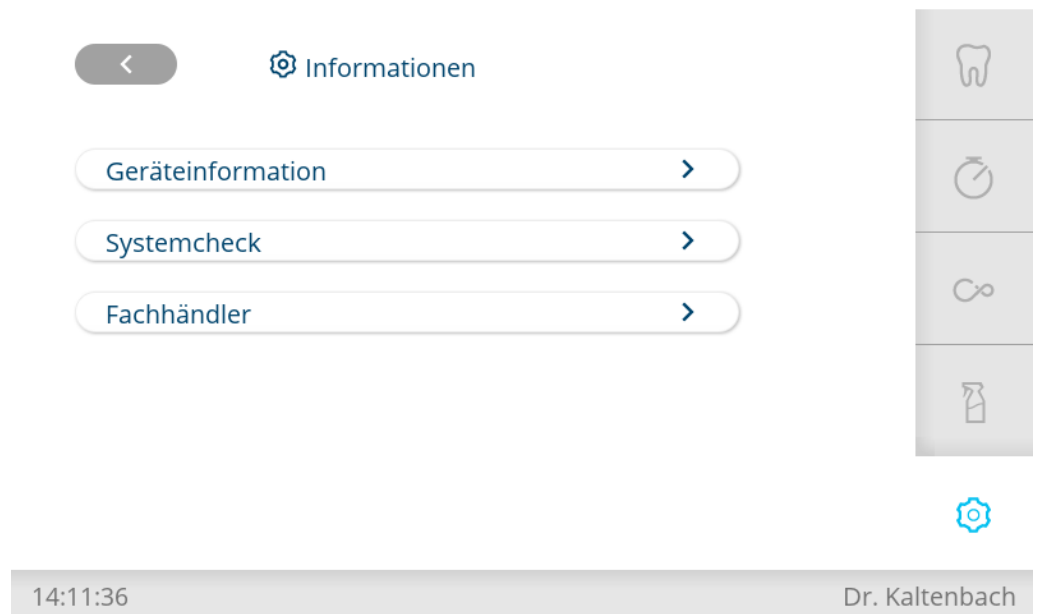 Informationen
Geräteinformation
Systemcheck
Fachhändler
14:11:36
Dr. Kaltenbach